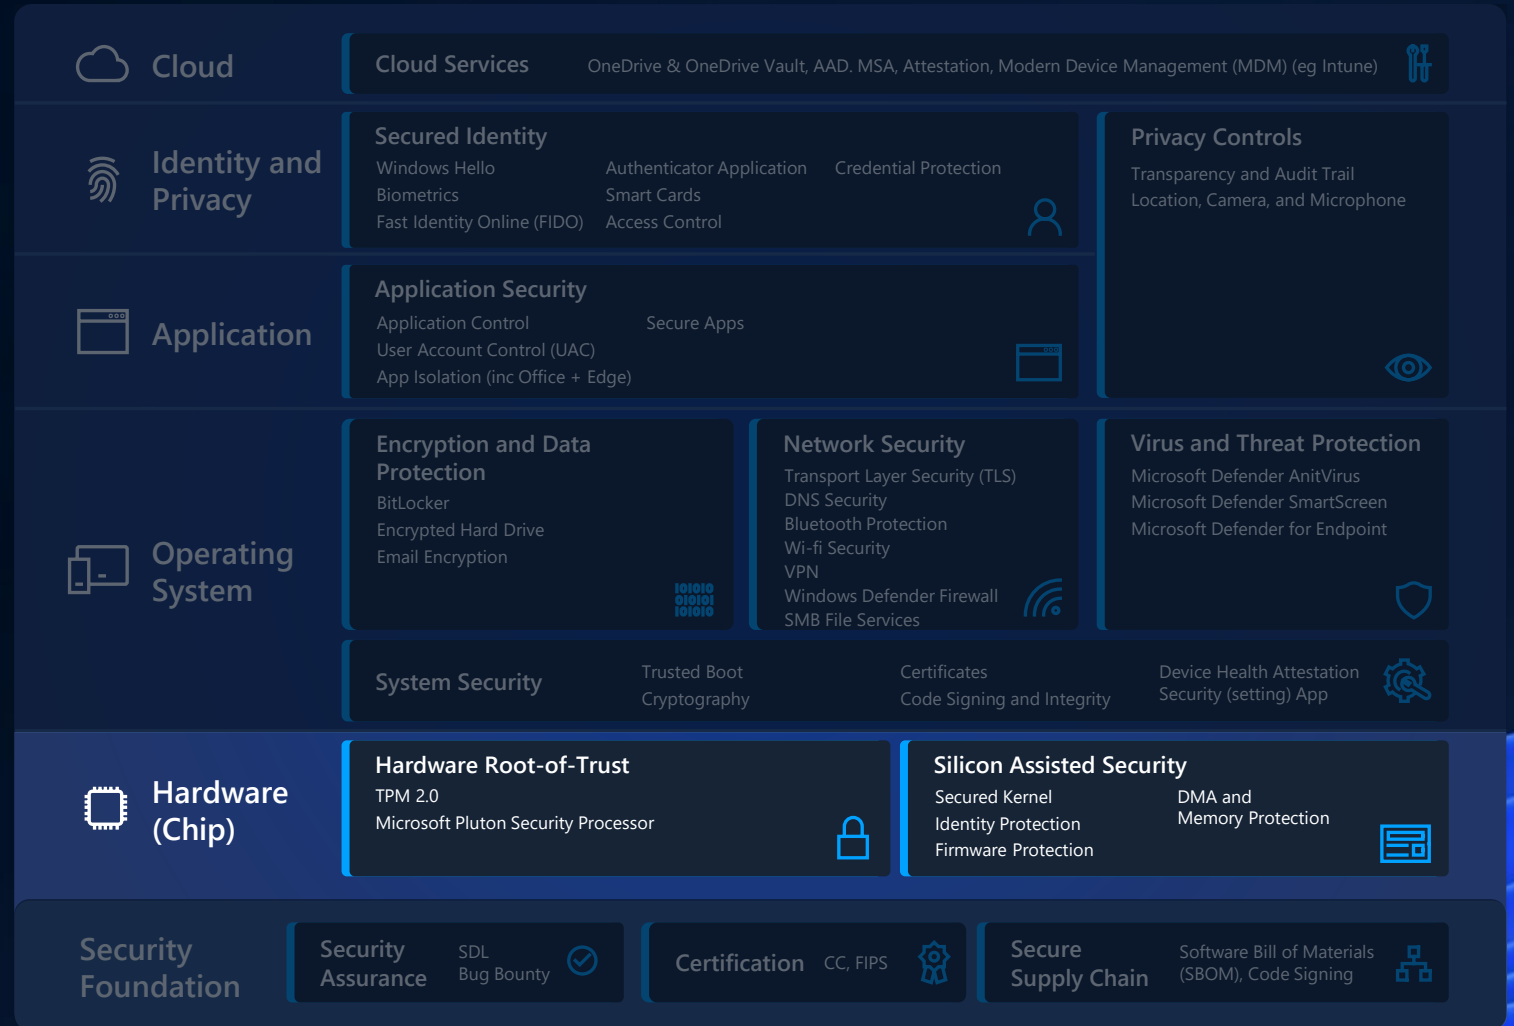 Cloud
Cloud Services
OneDrive & OneDrive Vault, AAD. MSA, Attestation, Modern Device Management (MDM) (eg Intune)
Identity and
Privacy
Secured Identity
Windows Hello
Biometrics
Fast Identity Online (FIDO)
Authenticator Application
Smart Cards
Access Control
Credential Protection
Privacy Controls
Transparency and Audit Trail
Location, Camera, and Microphone
Application
Application Security
Application Control
User Account Control (UAC)
App Isolation (inc Office + Edge)
Secure Apps
Operating
System
Encryption and Data
Protection
BitLocker
Encrypted Hard Drive
Email Encryption
101010
010101
101010
Network Security
Transport Layer Security (TLS)
DNS Security
Bluetooth Protection
Wi-fi Security
VPN
Windows Defender Firewall
SMB File Services
Virus and Threat Protection
Microsoft Defender AnitVirus
Microsoft Defender SmartScreen
Microsoft Defender for Endpoint
System Security
Trusted Boot
Cryptography
Certificates
Code Signing and Integrity
Device Health Attestation
Security (setting) App
Hardware
(Chip)
Hardware Root-of-Trust
TPM 2.0
Microsoft Pluton Security Processor
Silicon Assisted Security
Secured Kernel
Identity Protection
Firmware Protection
DMA and
Memory Protection
Security
Foundation
Security
Assurance
SDL
Bug Bounty
Certification
CC, FIPS
Secure
Supply Chain
Software Bill of Materials
(SBOM), Code Signing